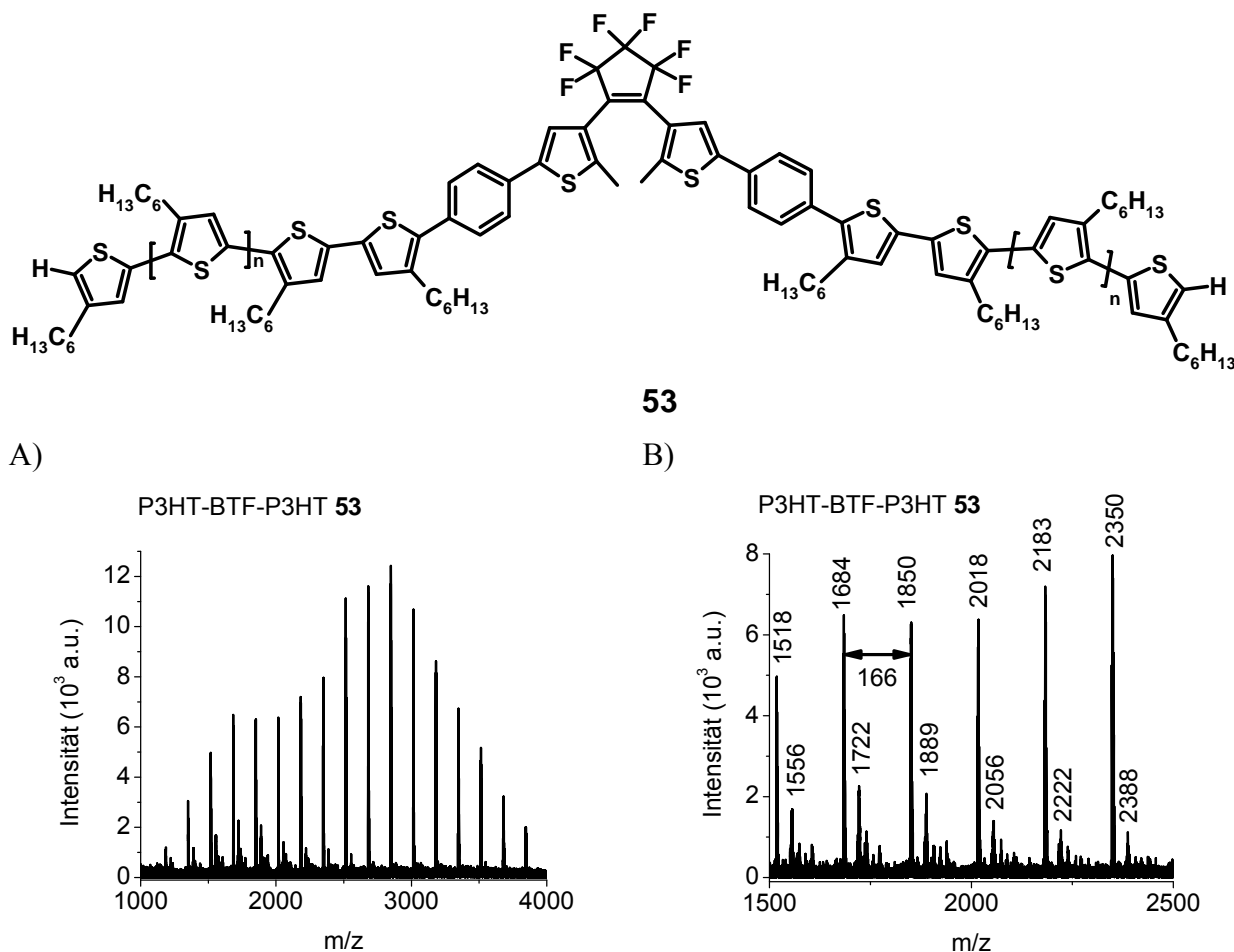 F F F F
F F
S S
H₁₃C₆ C₆H₁₃
S S S S S S
H [ ]n ( )n H
S S
H₁₃C₆ H₁₃C₆ C₆H₁₃ H₁₃C₆ C₆H₁₃ C₆H₁₃
53
A) B)
P3HT-BTF-P3HT 53
Intensität (10³ a.u.)
12
10
8
6
4
2
0
1000 2000 3000 4000
m/z
P3HT-BTF-P3HT 53
Intensität (10³ a.u.)
8
6
4
2
0
1518 1556 1684 1722 1850 1889 2018 2056 2183 2222 2350 2388
166
1500 2000 2500
m/z